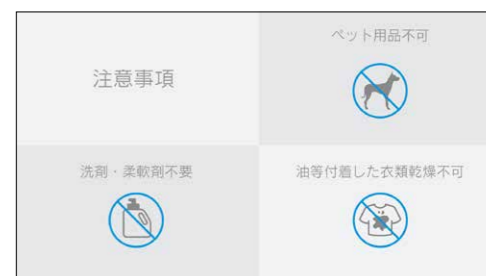 注意事項
ペット用品不可
洗剤・柔軟剤不要
油等付着した衣類乾燥不可